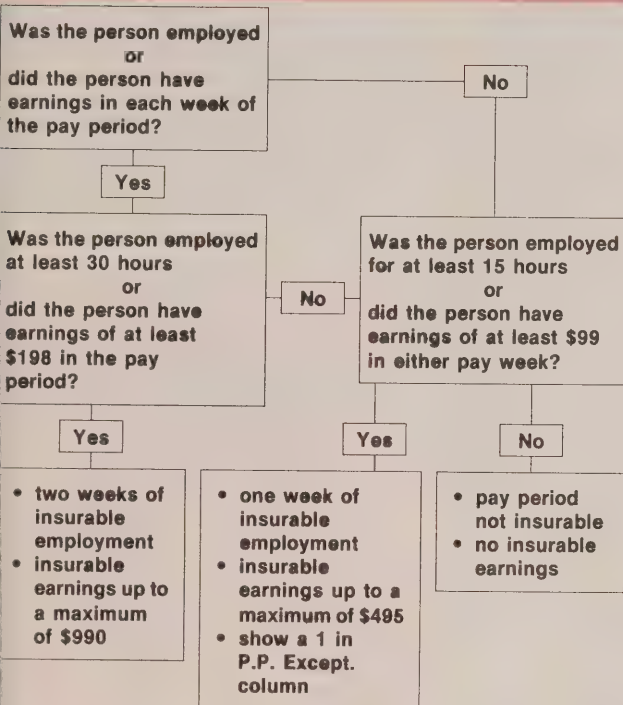 Was the person employed
or
did the person have
earnings in each week of
the pay period?
No
Yes
Was the person employed
at least 30 hours
or
did the person have
earnings of at least
$198 in the pay
period?
No
Was the person employed
for at least 15 hours
or
did the person have
earnings of at least $99
in either pay week?
Yes
Yes
No
• two weeks of
insurable
employment
• insurable
earnings up to
a maximum
of $990
• one week of
insurable
employment
• insurable
earnings up to a
maximum of $495
• show a 1 in
P.P. Except.
column
• pay period
not insurable
• no insurable
earnings